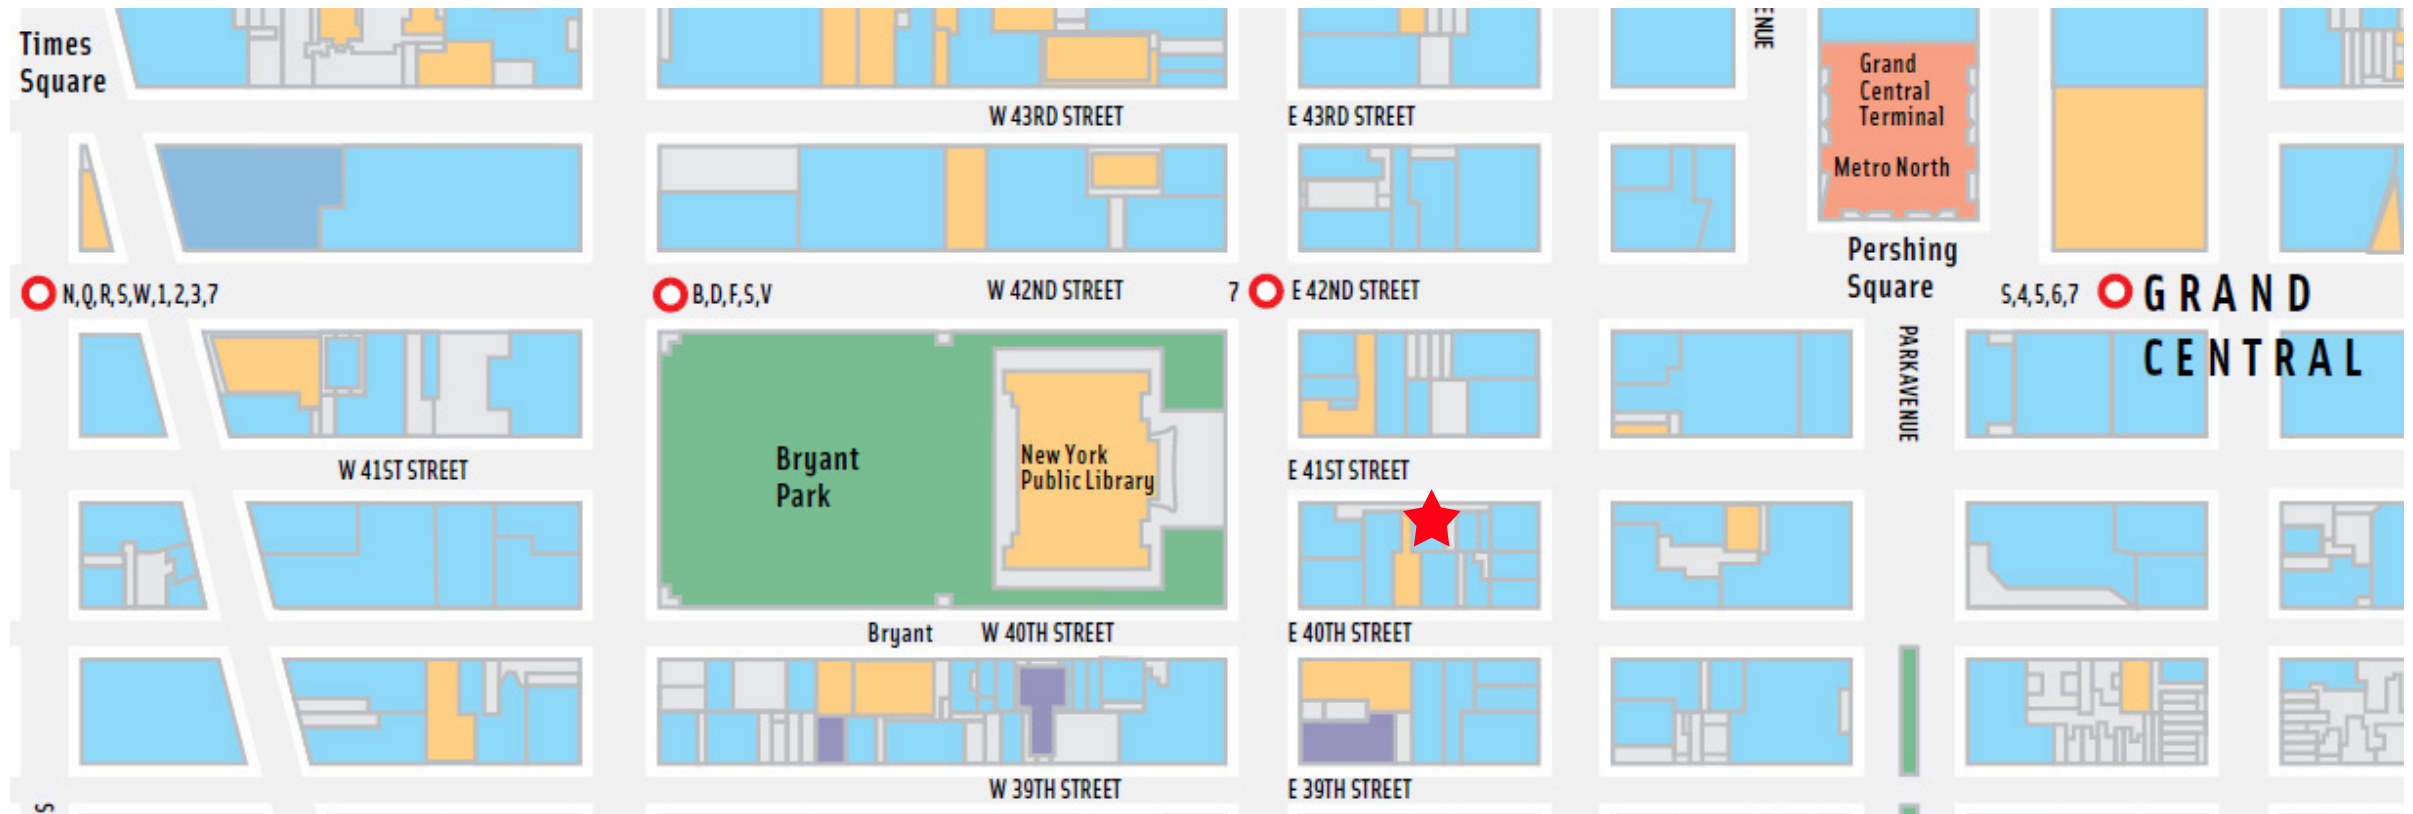 Times
Square
ENUE
Grand
Central
Terminal
Metro North
W 43RD STREET
E 43RD STREET
Pershing
Square
N,Q,R,S,W,1,2,3,7
B,D,F,S,V
W 42ND STREET
7
E 42ND STREET
S,4,5,6,7
GRAND
CENTRAL
PARK AVENUE
Bryant
Park
New York
Public Library
W 41ST STREET
E 41ST STREET
Bryant
W 40TH STREET
E 40TH STREET
W 39TH STREET
E 39TH STREET
S